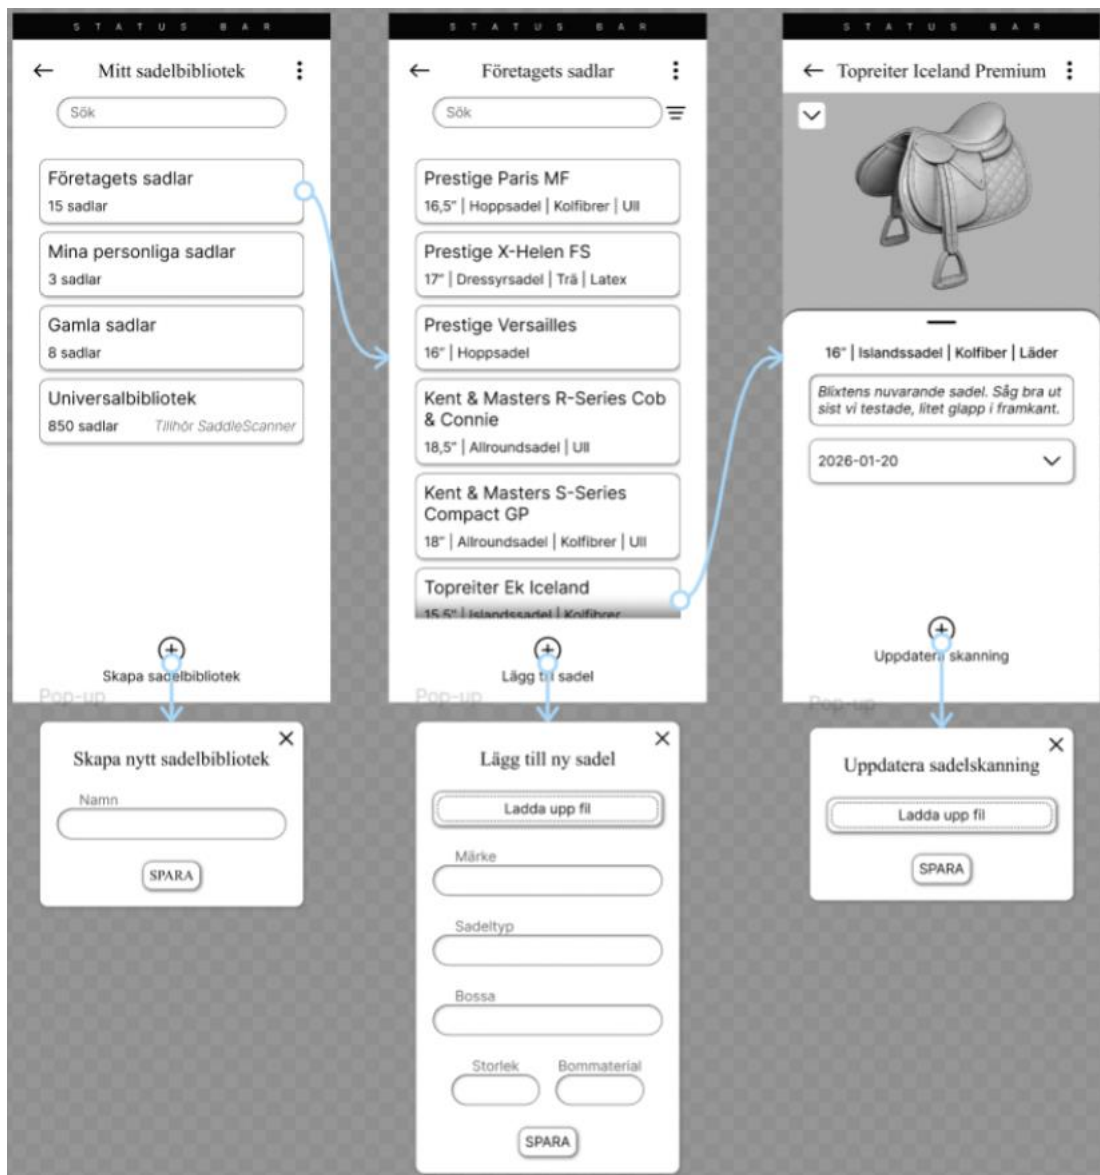 STATUS BAR
Mitt sadelbibliotek
Sök
Företagets sadlar
15 sadlar
Mina personliga sadlar
3 sadlar
Gamla sadlar
8 sadlar
Universalbibliotek
850 sadlar Tillhör SaddleScanner
Skapa sadelbibliotek
Pop-up
Skapa nytt sadelbibliotek
Namn
SPARA
STATUS BAR
Företagets sadlar
Sök
Prestige Paris MF
16,5" | Hoppsadel | Kolfibrer | Ull
Prestige X-Helen FS
17" | Dressyrsadel | Trä | Latex
Prestige Versailles
16" | Hoppsadel
Kent & Masters R-Series Cob
& Connie
18,5" | Allroundsadel | Ull
Kent & Masters S-Series
Compact GP
18" | Allroundsadel | Kolfibrer | Ull
Topreiter Ek Iceland
15,5" | Islandssadel | Kolfibrer
Lägg till sadel
Pop-up
Lägg till ny sadel
Ladda upp fil
Märke
Sadeltyp
Bossa
Storlek Bommaterial
SPARA
STATUS BAR
Topreiter Iceland Premium
16" | Islandssadel | Kolfiber | Läder
Blixtens nuvarande sadel. Såg bra ut
sist vi testade, litet glapp i framkant.
2026-01-20
Uppdatera skanning
Pop-up
Uppdatera sadelskanning
Ladda upp fil
SPARA